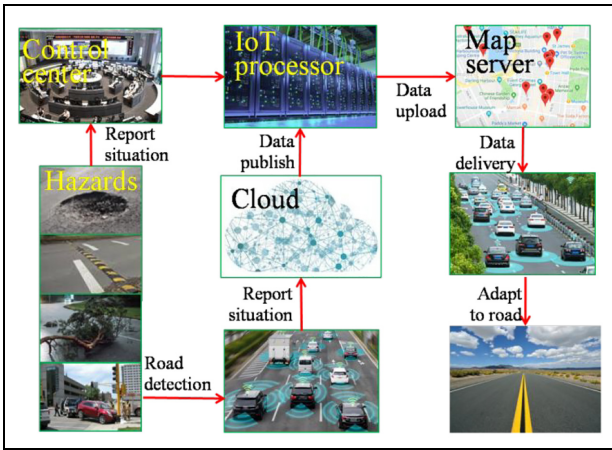 Control
center
IoT
processor
Map
server
Data
upload
Report
situation
Data
publish
Data
delivery
Hazards
Cloud
Report
situation
Adapt
to road
Road
detection